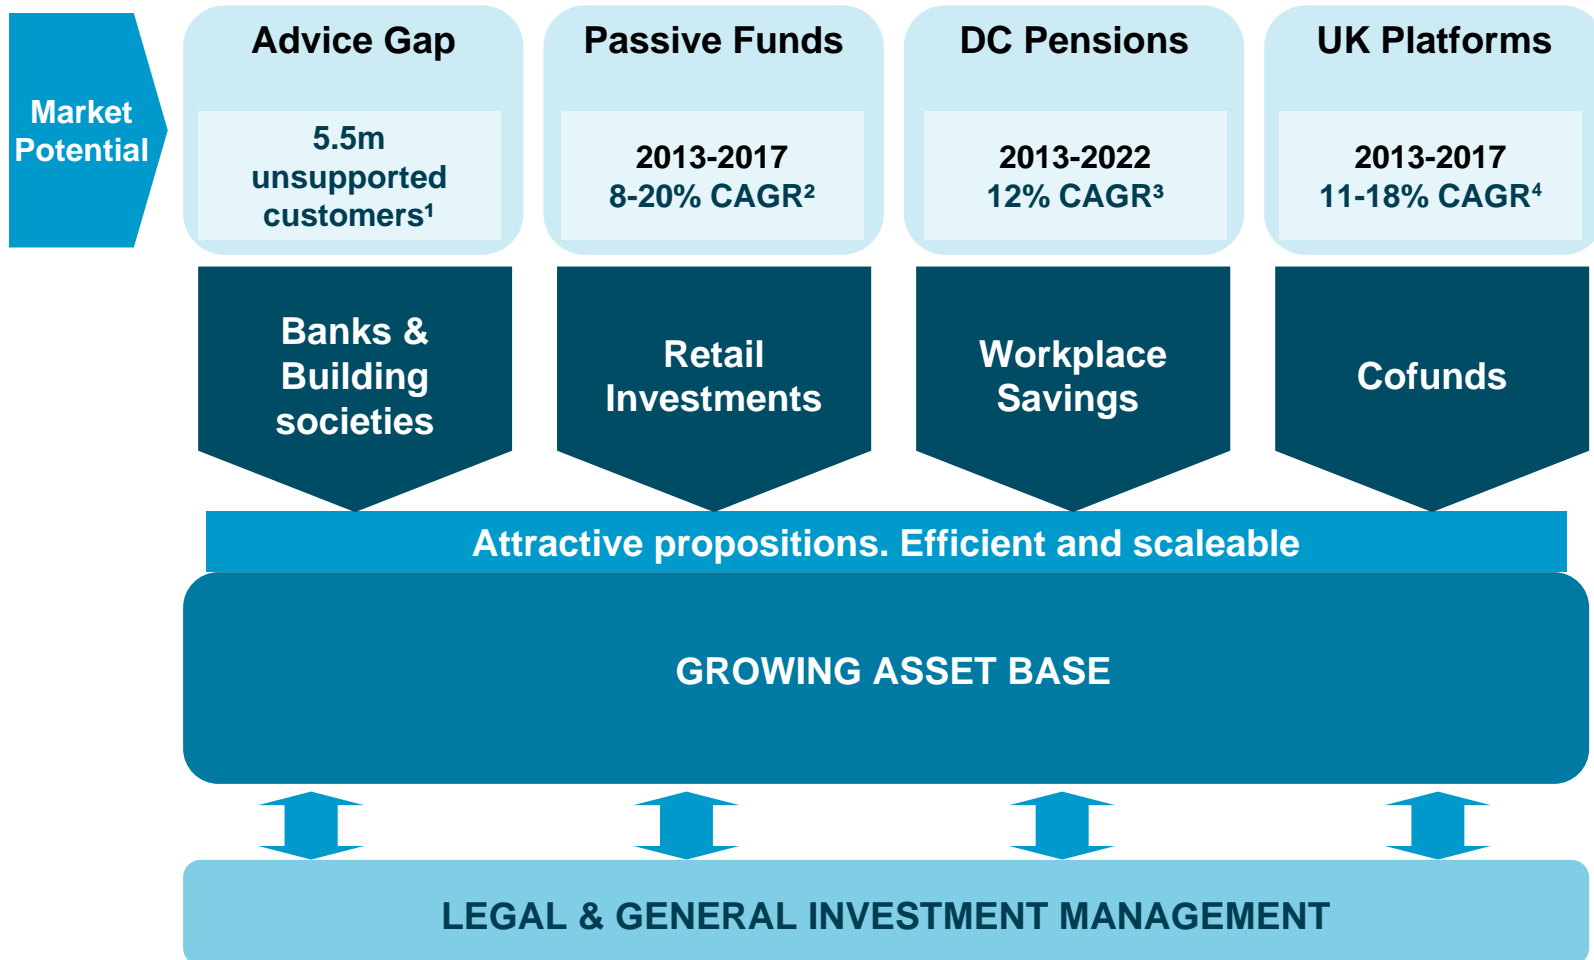 Market
Potential
Advice Gap
5.5m
unsupported
customers¹
Passive Funds
2013-2017
8-20% CAGR²
DC Pensions
2013-2022
12% CAGR³
UK Platforms
2013-2017
11-18% CAGR⁴
Banks &
Building
societies
Retail
Investments
Workplace
Savings
Cofunds
Attractive propositions. Efficient and scaleable
GROWING ASSET BASE
LEGAL & GENERAL INVESTMENT MANAGEMENT